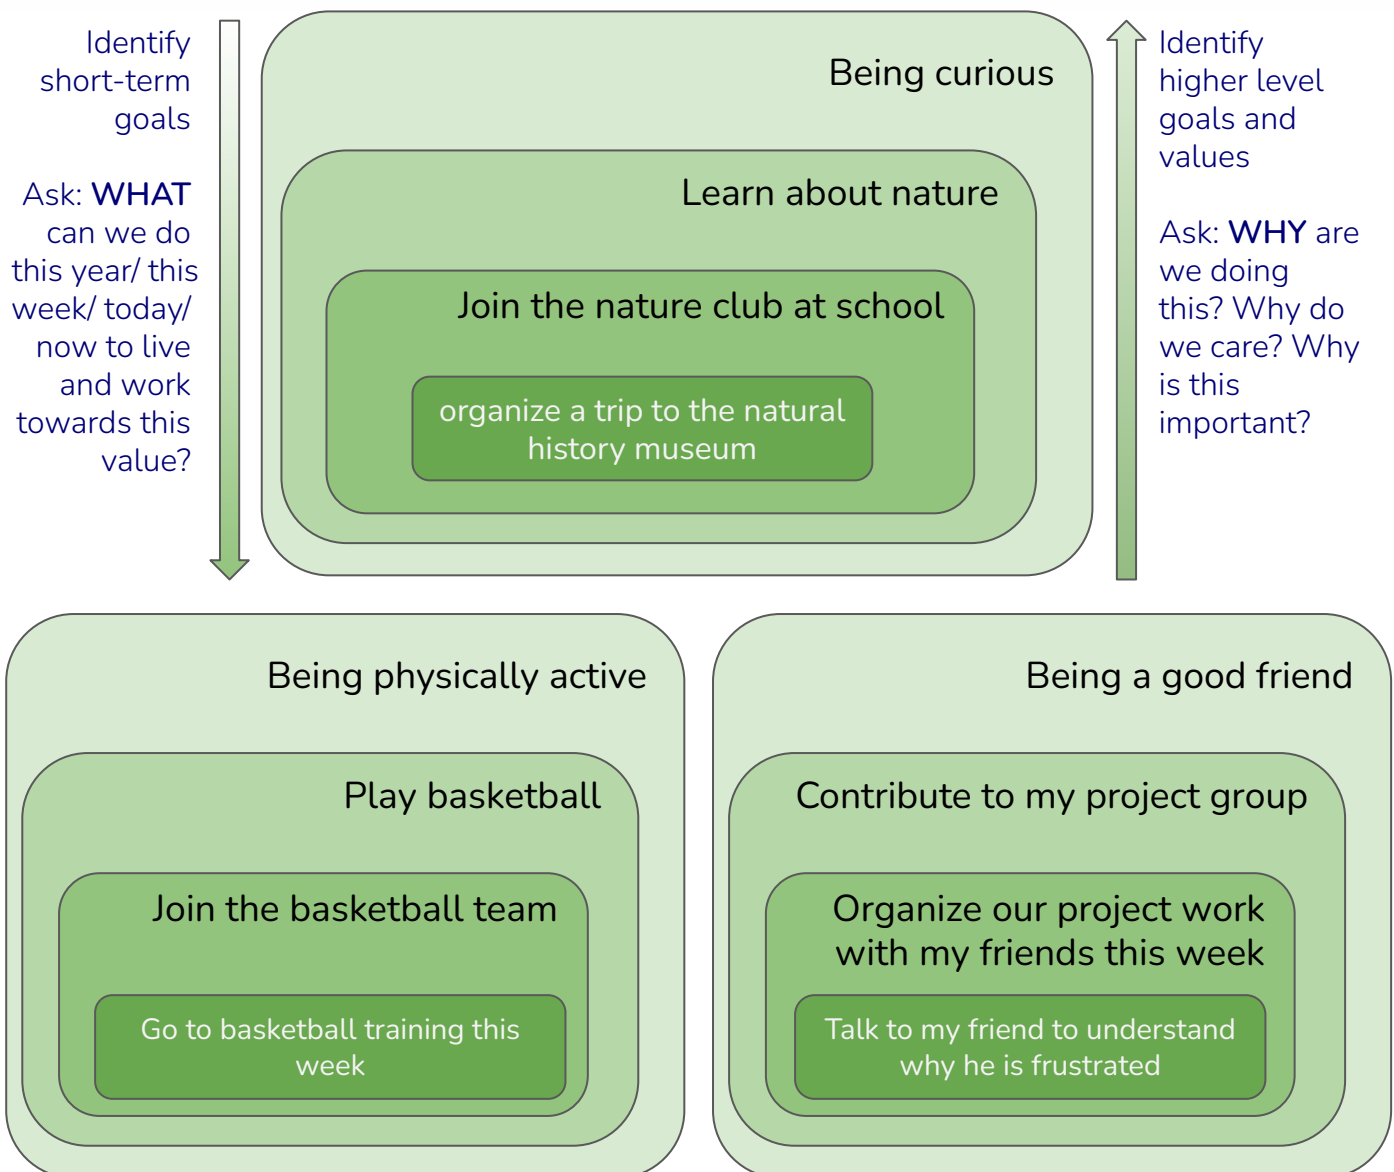 Identify
short-term
goals
Ask: WHAT
can we do
this year/ this
week/ today/
now to live
and work
towards this
value?
Being curious
Learn about nature
Join the nature club at school
organize a trip to the natural
history museum
Identify
higher level
goals and
values
Ask: WHY are
we doing
this? Why do
we care? Why
is this
important?
Being physically active
Play basketball
Join the basketball team
Go to basketball training this
week
Being a good friend
Contribute to my project group
Organize our project work
with my friends this week
Talk to my friend to understand
why he is frustrated